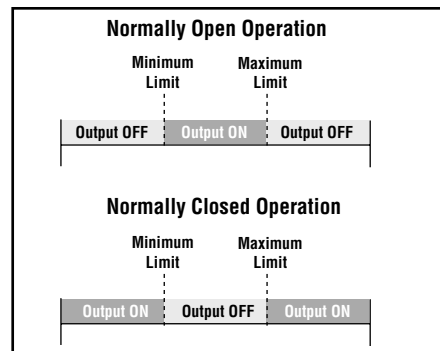 Normally Open Operation
Minimum Maximum
Limit Limit
Output OFF Output ON Output OFF
Normally Closed Operation
Minimum Maximum
Limit Limit
Output ON Output OFF Output ON